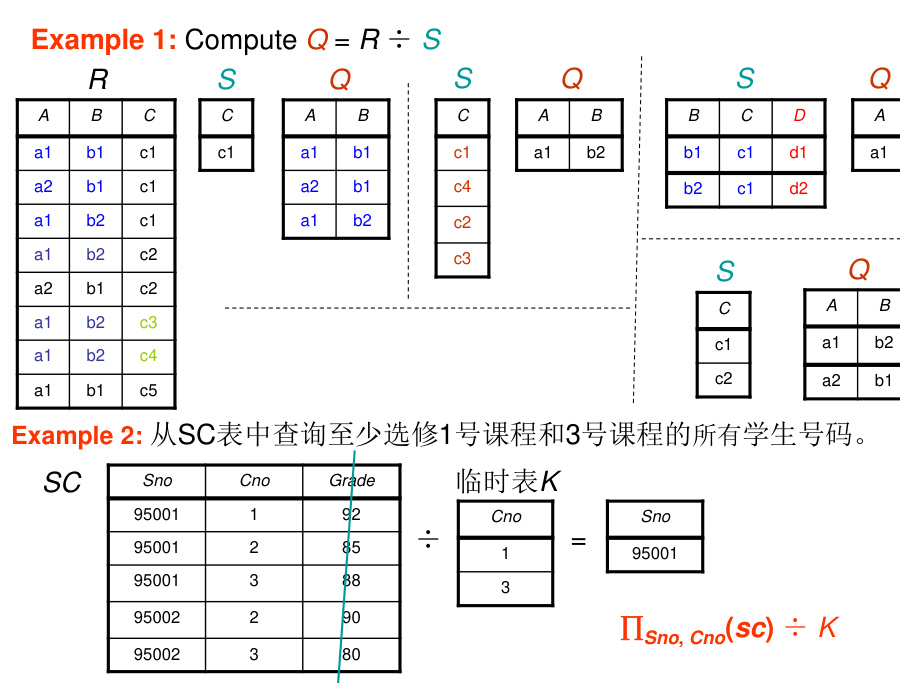 Example 1: Compute Q = R ÷ S
R
A B C
a1 b1 c1
a2 b1 c1
a1 b2 c1
a1 b2 c2
a2 b1 c2
a1 b2 c3
a1 b2 c4
a1 b1 c5
S
C
c1
Q
A B
a1 b1
a2 b1
a1 b2
S
C
c1
c4
c2
c3
Q
A B
a1 b2
S
B C D
b1 c1 d1
b2 c1 d2
Q
A
a1
S
C
c1
c2
Q
A B
a1 b2
a2 b1
Example 2: 从SC表中查询至少选修1号课程和3号课程的所有学生号码。
SC
Sno Cno Grade
95001 1 92
95001 2 85
95001 3 88
95002 2 90
95002 3 80
÷
临时表K
Cno
1
3
=
Sno
95001
∏Sno, Cno(sc) ÷ K